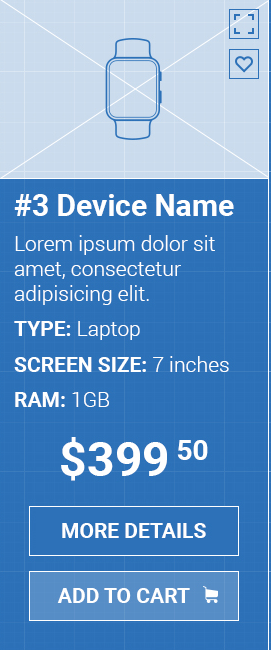 #3 Device Name
Lorem ipsum dolor sit
amet, consectetur
adipisicing elit.
TYPE: Laptop
SCREEN SIZE: 7 inches
RAM: 1GB
$399 50
MORE DETAILS
ADD TO CART